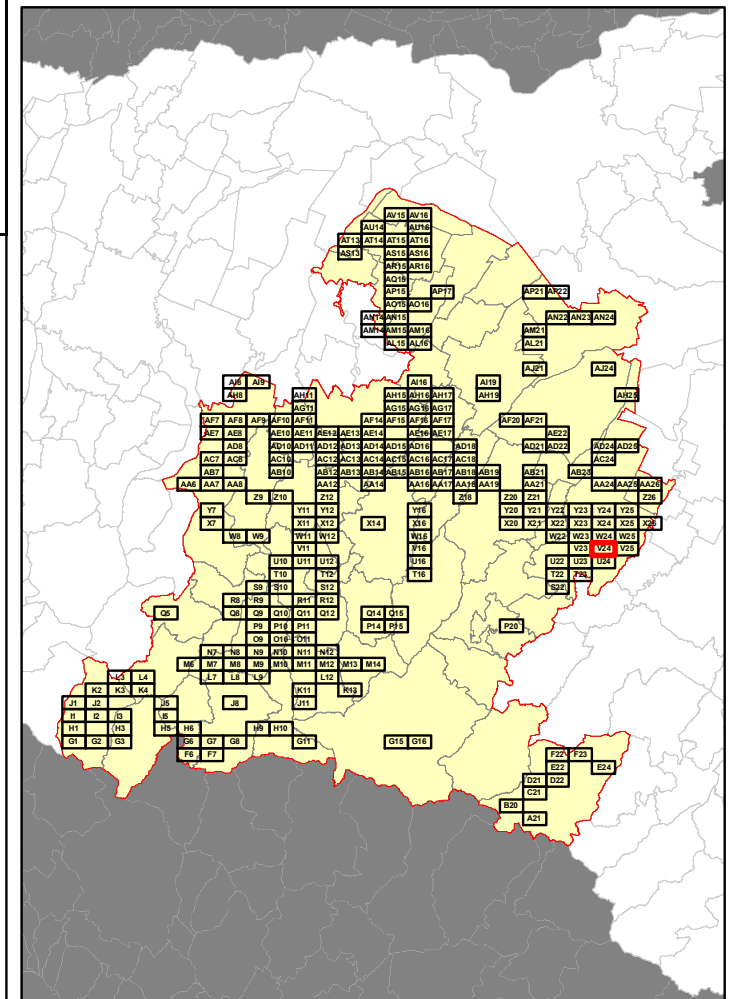 AV15 AV16
AU14 AU16
AT13 AT14 AT15 AT16
AS13 AS15 AS16
AR15 AR16
AQ15
AP15 AP17 AP21 AP22
AO15 AO16
AN14 AN15 AN22 AN23 AN24
AM14 AM15 AM16 AM21
AL15 AL16 AL21
AJ21 AJ24
AI8 AI9 AI16 AI19
AH8 AH11 AH15 AH16 AH17 AH19 AH25
AG11 AG15 AG16 AG17
AF7 AF8 AF9 AF10 AF11 AF14 AF15 AF16 AF17 AF20 AF21
AE7 AE8 AE10 AE11 AE12 AE13 AE14 AE16 AE17 AE22
AD8 AD10 AD11 AD12 AD13 AD14 AD15 AD16 AD18 AD21 AD22 AD24 AD25
AC7 AC8 AC10 AC12 AC13 AC14 AC15 AC16 AC17 AC18 AC24
AB7 AB10 AB12 AB13 AB14 AB15 AB16 AB17 AB18 AB19 AB21 AB23
AA6 AA7 AA8 AA12 AA14 AA16 AA17 AA18 AA19 AA21 AA24 AA25 AA26
Z9 Z10 Z12 Z18 Z20 Z21 Z26
Y7 Y11 Y12 Y16 Y20 Y21 Y22 Y23 Y24 Y25
X7 X11 X12 X14 X16 X20 X21 X22 X23 X24 X25 X26
W8 W9 W11 W12 W16 W22 W23 W24 W25
V11 V16 V23 V24 V25
U10 U11 U12 U16 U22 U23 U24
T10 T12 T16 T22 T23
S9 S10 S12 S22
R8 R9 R11 R12
Q5 Q8 Q9 Q10 Q11 Q12 Q14 Q15
P9 P10 P11 P14 P15 P20
O9 O10 O11
N7 N8 N9 N10 N11 N12
M6 M7 M8 M9 M10 M11 M12 M13 M14
L3 L4 L7 L8 L9 L12
K2 K3 K4 K11 K13
J1 J2 J5 J8 J11
I1 I2 I3 I5
H1 H3 H5 H6 H9 H10
G1 G2 G3 G6 G7 G8 G11 G15 G16
F6 F7 F22 F23
E22 E24
D21 D22
C21
B20
A21